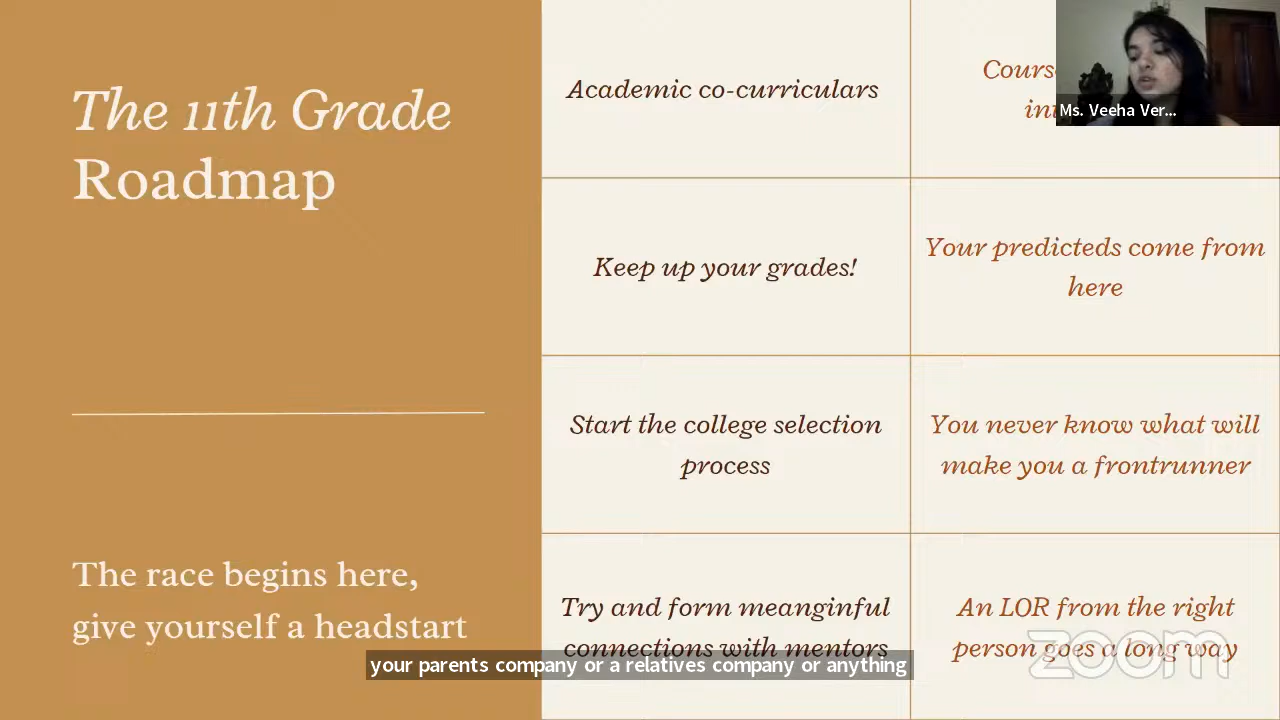 The 11th Grade
Roadmap
The race begins here,
give yourself a headstart
Academic co-curriculars
Keep up your grades!
Your predicteds come from
here
Start the college selection
process
You never know what will
make you a frontrunner
Try and form meanginful
connections with mentors
An LOR from the right
person goes a long way
Ms. Veeha Ver...
your parents company or a relatives company or anything
zoom